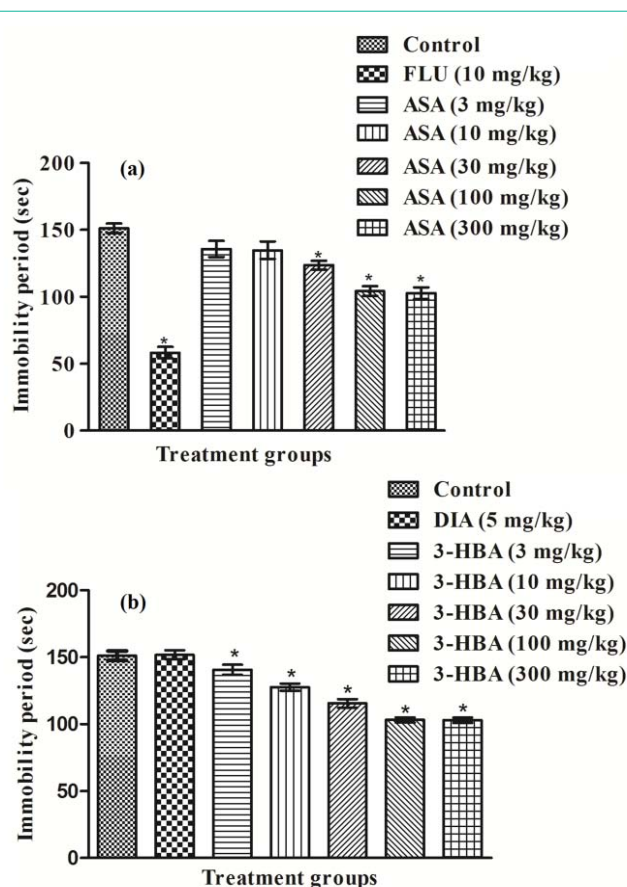 Control
FLU (10 mg/kg)
ASA (3 mg/kg)
ASA (10 mg/kg)
ASA (30 mg/kg)
ASA (100 mg/kg)
ASA (300 mg/kg)
(a)
Immobility period (sec)
200
150
100
50
0
*
*
*
*
Treatment groups
Control
DIA (5 mg/kg)
3-HBA (3 mg/kg)
3-HBA (10 mg/kg)
3-HBA (30 mg/kg)
3-HBA (100 mg/kg)
3-HBA (300 mg/kg)
(b)
Immobility period (sec)
200
150
100
50
0
*
*
*
*
*
Treatment groups